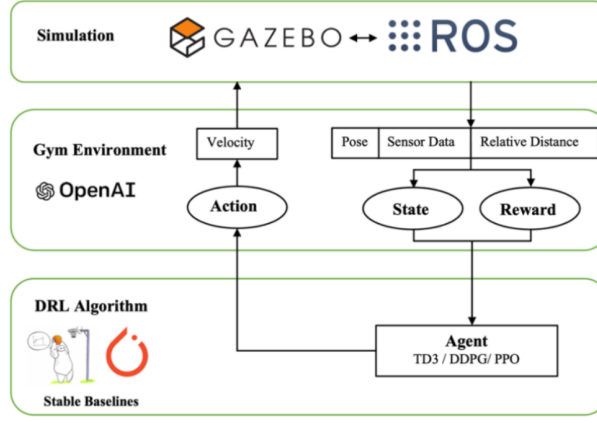 Simulation
GAZEBO
ROS
Gym Environment
OpenAI
Velocity
Pose
Sensor Data
Relative Distance
Action
State
Reward
DRL Algorithm
Stable Baselines
Agent
TD3 / DDPG/ PPO